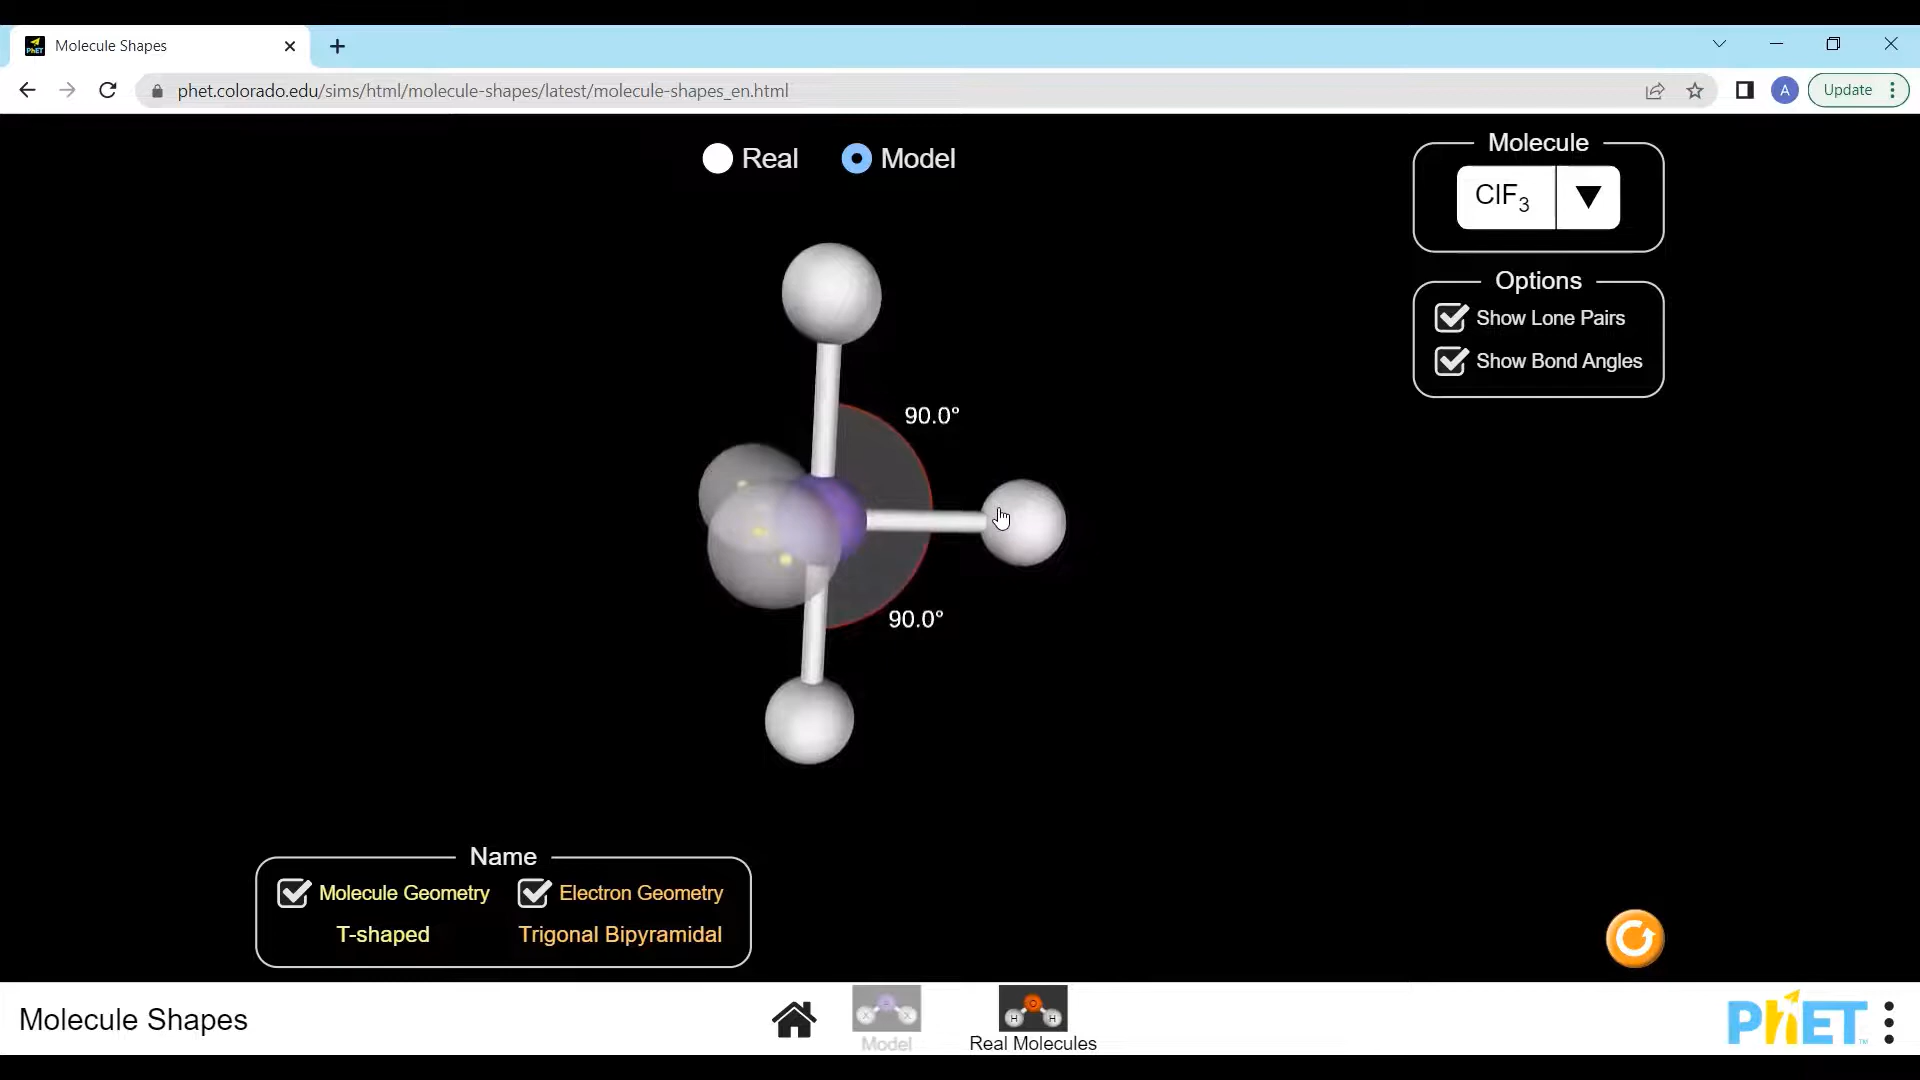 Molecule Shapes
phet.colorado.edu/sims/html/molecule-shapes/latest/molecule-shapes_en.html
A
Update
Real
Model
Molecule
ClF3
Options
Show Lone Pairs
Show Bond Angles
90.0°
90.0°
Name
Molecule Geometry
Electron Geometry
T-shaped
Trigonal Bipyramidal
Molecule Shapes
Model
H H
Real Molecules
PhET